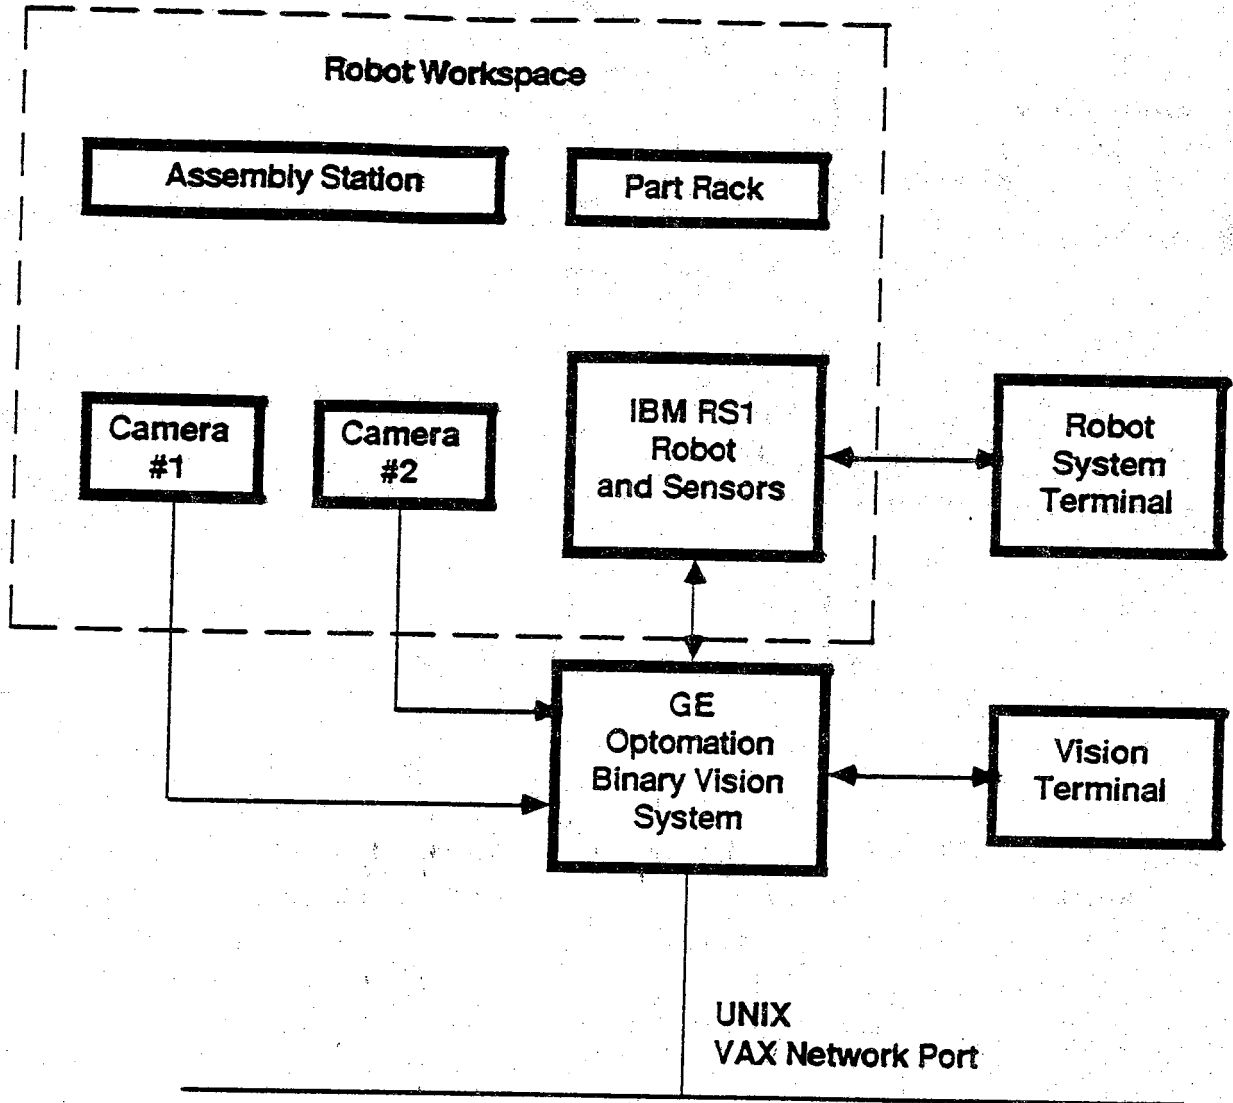 Robot Workspace
Assembly Station
Part Rack
Camera
#1
Camera
#2
IBM RS1
Robot
and Sensors
Robot
System
Terminal
GE
Optomation
Binary Vision
System
Vision
Terminal
UNIX
VAX Network Port